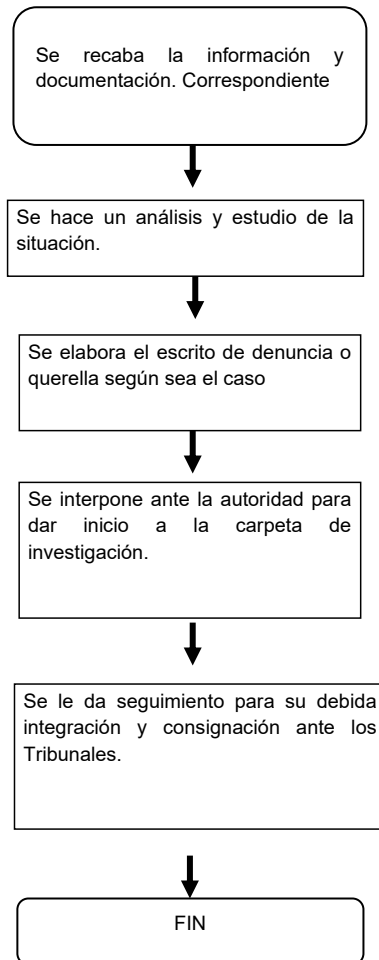 Se recaba la información y
documentación. Correspondiente
Se hace un análisis y estudio de la
situación.
Se elabora el escrito de denuncia o
querella según sea el caso
Se interpone ante la autoridad para
dar inicio a la carpeta de
investigación.
Se le da seguimiento para su debida
integración y consignación ante los
Tribunales.
FIN